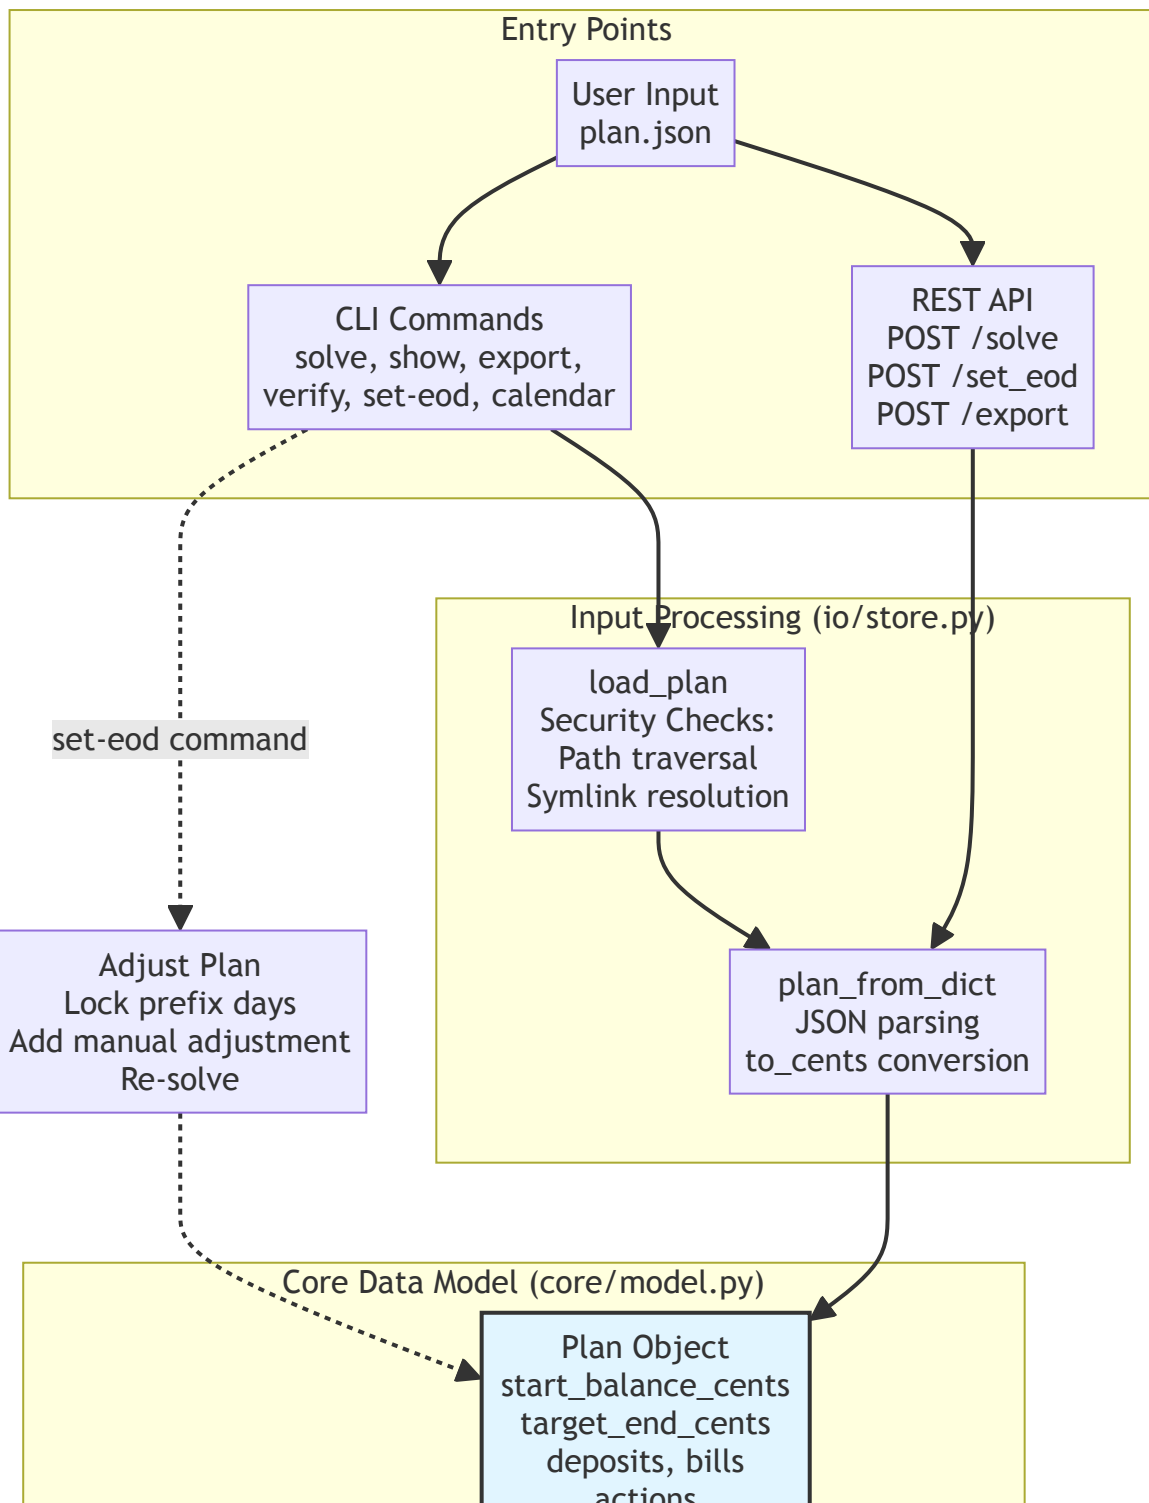 Entry Points
User Input
plan.json
CLI Commands
solve, show, export,
verify, set-eod, calendar
REST API
POST /solve
POST /set_eod
POST /export
Input Processing (io/store.py)
load_plan
Security Checks:
Path traversal
Symlink resolution
set-eod command
Adjust Plan
Lock prefix days
Add manual adjustment
Re-solve
plan_from_dict
JSON parsing
to_cents conversion
Core Data Model (core/model.py)
Plan Object
start_balance_cents
target_end_cents
deposits, bills
actions